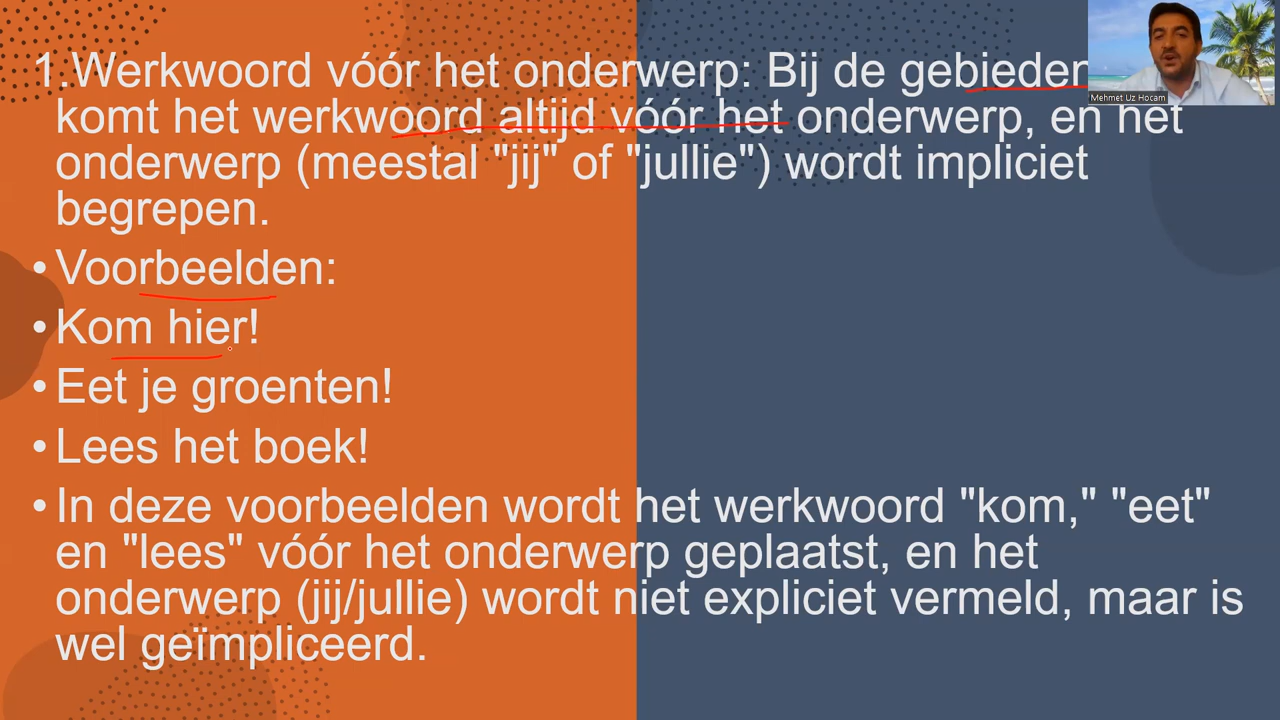 1.Werkwoord vóór het onderwerp: Bij de
komt het werkwoord altijd vóór het onderwerp, en het
onderwerp (meestal "jij" of "jullie") wordt impliciet
begrepen.
• Voorbeelden:
• Kom hier!
• Eet je groenten!
• Lees het boek!
• In deze voorbeelden wordt het werkwoord "kom," "eet"
en "lees" vóór het onderwerp geplaatst, en het
onderwerp (jij/jullie) wordt niet expliciet vermeld, maar is
wel geïmpliceerd.
Mehmet Uz Hocam